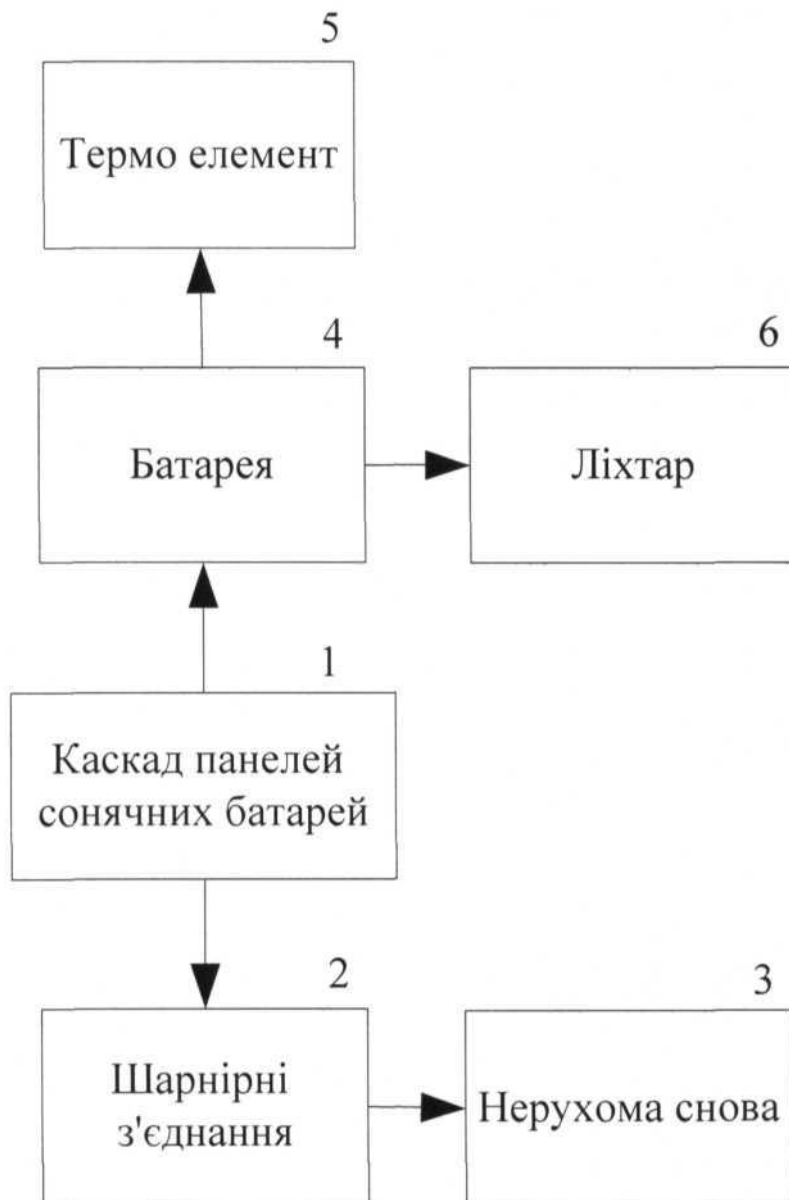 5
Термо елемент
4
6
Батарея
Ліхтар
1
Каскад панелей
сонячних батарей
2
3
Шарнірні
з'єднання
Нерухома снова